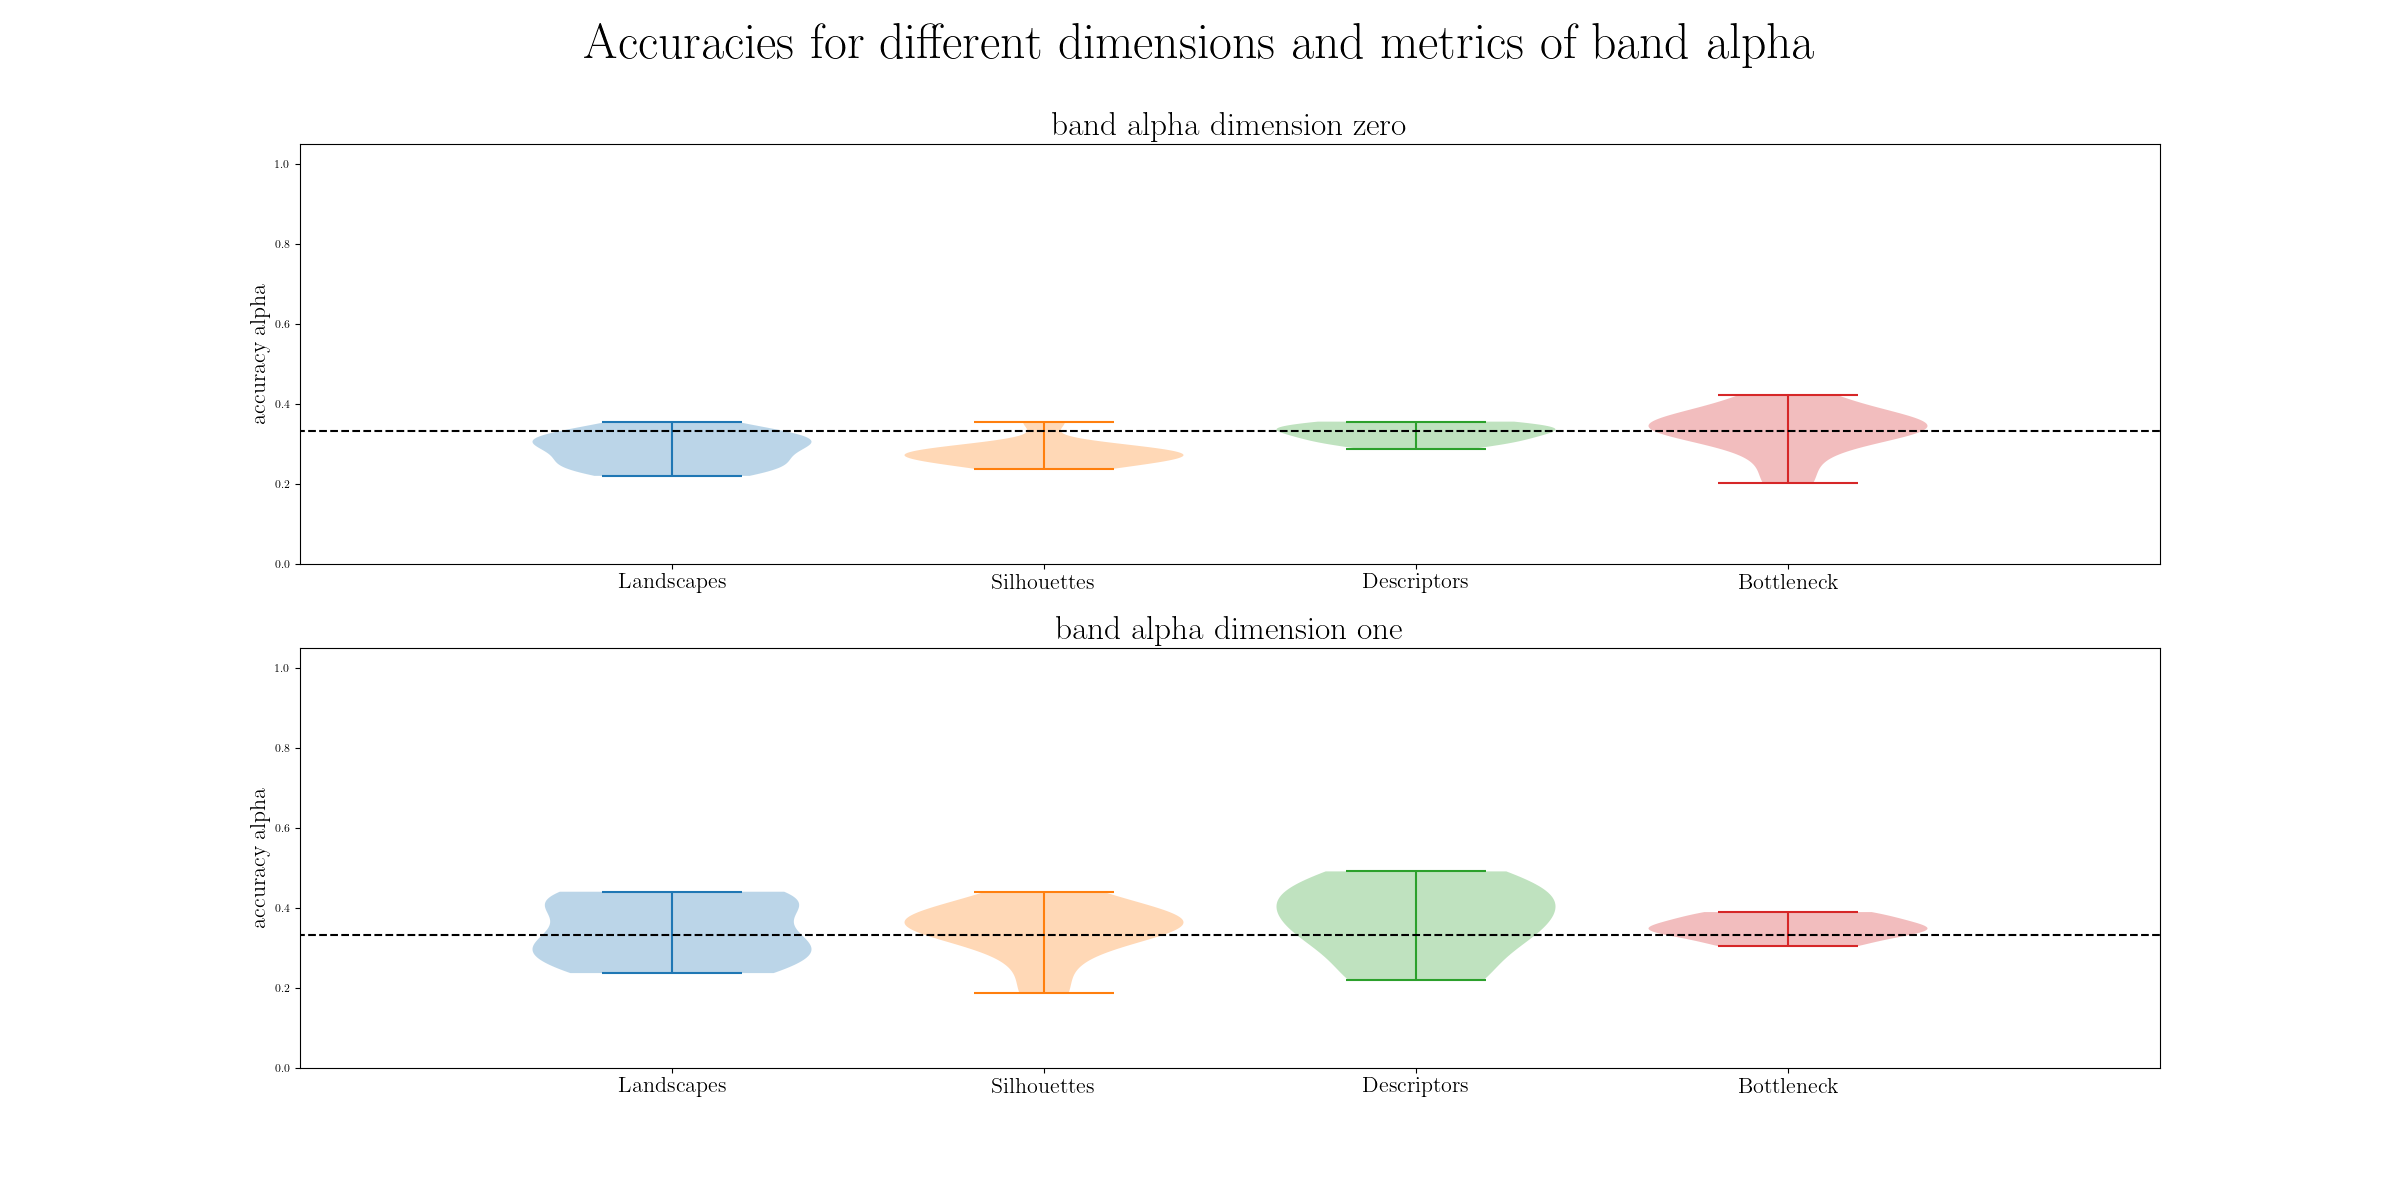 Accuracies for different dimensions and metrics of band alpha
band alpha dimension zero
accuracy alpha
1.0
0.8
0.6
0.4
0.2
0.0
Landscapes Silhouettes Descriptors Bottleneck
band alpha dimension one
accuracy alpha
1.0
0.8
0.6
0.4
0.2
0.0
Landscapes Silhouettes Descriptors Bottleneck